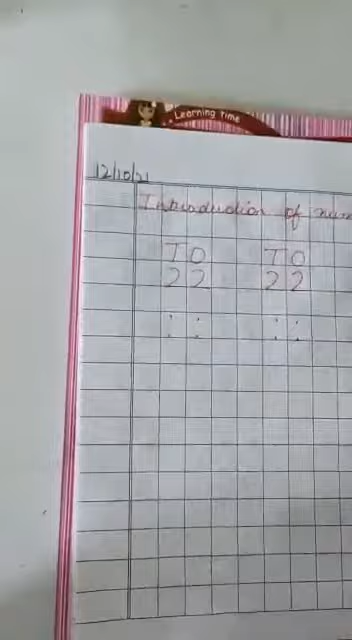 Learning Time
12/10/21
Introduction of
T O T O
2 2 2 2